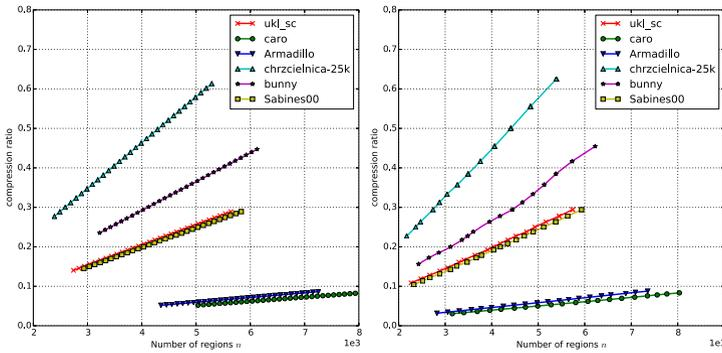 0.8
0.7
0.6
0.5
0.4
0.3
0.2
0.1
0.0
compression ratio
2 3 4 5 6 7 8
1e3
Number of regions n
ukl_sc
caro
Armadillo
chrzcielnica-25k
bunny
Sabines00
0.8
0.7
0.6
0.5
0.4
0.3
0.2
0.1
0.0
compression ratio
2 3 4 5 6 7 8 9
1e3
Number of regions n
ukl_sc
caro
Armadillo
chrzcielnica-25k
bunny
Sabines00